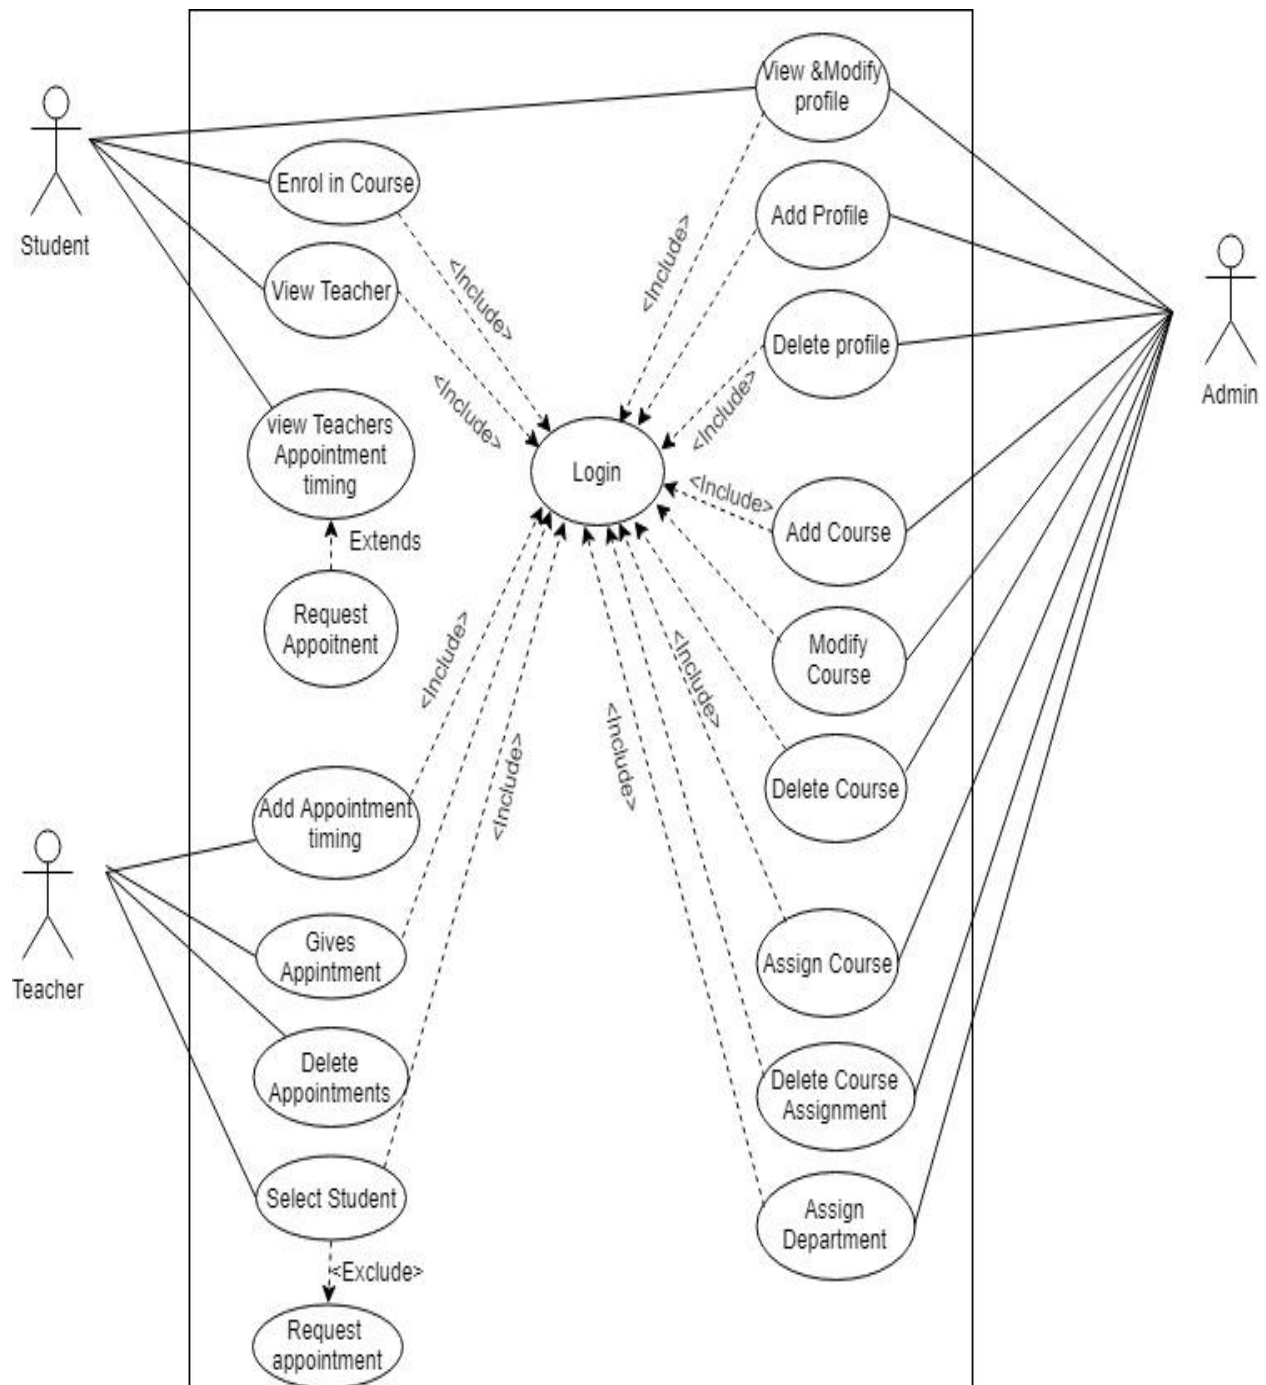 View &Modify
profile
Student
Enrol in Course
<Include>
<Include>
Add Profile
Admin
View Teacher
<Include>
Delete profile
<Include>
view Teachers
Appointment
timing
Login
<Include>
Add Course
Extends
Request
Appoitnent
<Include>
<Include>
Modify
Course
<Include>
<Include>
Delete Course
Add Appointment
timing
Teacher
Gives
Appintment
Assign Course
Delete
Appointments
Delete Course
Assignment
Select Student
Assign
Department
<Exclude>
Request
appointment